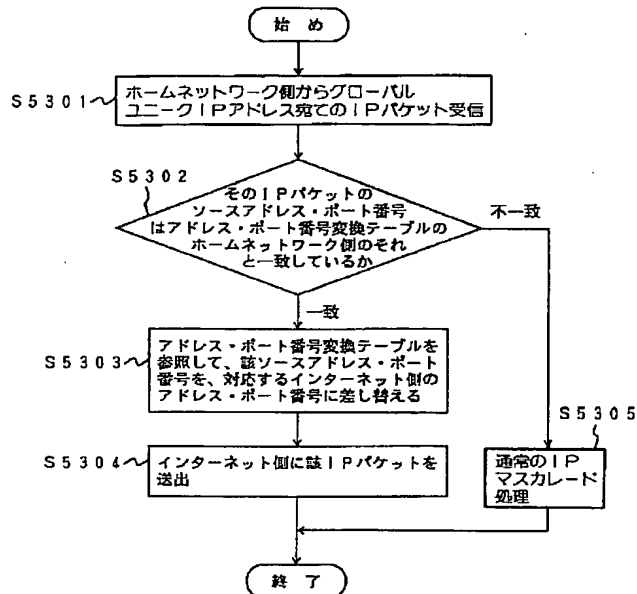 始 め
S5301
ホームネットワーク側からグローバル
ユニークIPアドレス宛てのIPパケット受信
S5302
そのIPパケットの
ソースアドレス・ポート番号
はアドレス・ポート番号変換テーブルの
ホームネットワーク側のそれ
と一致しているか
不一致
一致
S5303
アドレス・ポート番号変換テーブルを
参照して、該ソースアドレス・ポート
番号を、対応するインターネット側の
アドレス・ポート番号に差し替える
S5304
インターネット側に該IPパケットを
送出
S5305
通常のIP
マスカレード
処理
終 了